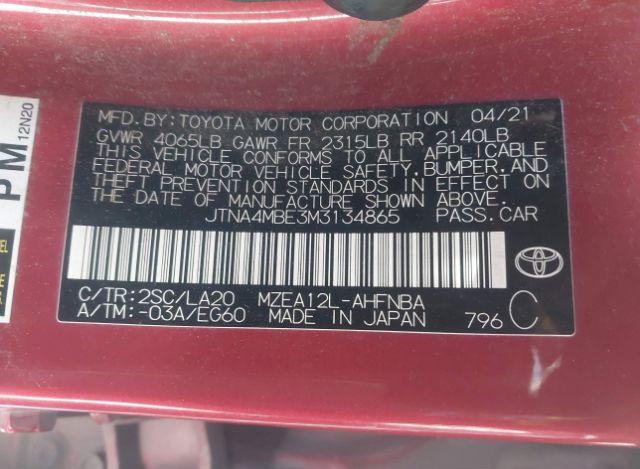 MFD.BY:TOYOTA MOTOR CORPORATION 04/21
GVWR 4065LB GAWR FR 2315LB RR 2140LB
THIS VEHICLE CONFORMS TO ALL APPLICABLE
FEDERAL MOTOR VEHICLE SAFETY,BUMPER,AND
THEFT PREVENTION STANDARDS IN EFFECT ON
THE DATE OF MANUFACTURE SHOWN ABOVE.
JTNA4MBE3M3134865 PASS.CAR
C/TR:2SC/LA20 MZEA12L-AHFNBA
A/TM:-03A/EG60 MADE IN JAPAN 796 C
PM
12N20